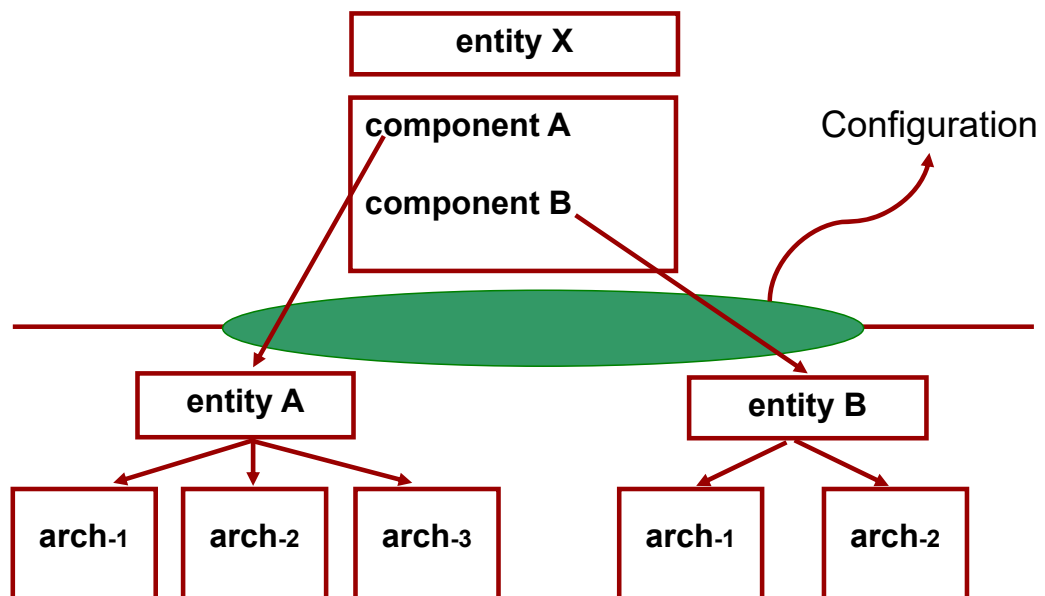 entity X
component A
Configuration
component B
entity A
entity B
arch-1
arch-2
arch-3
arch-1
arch-2